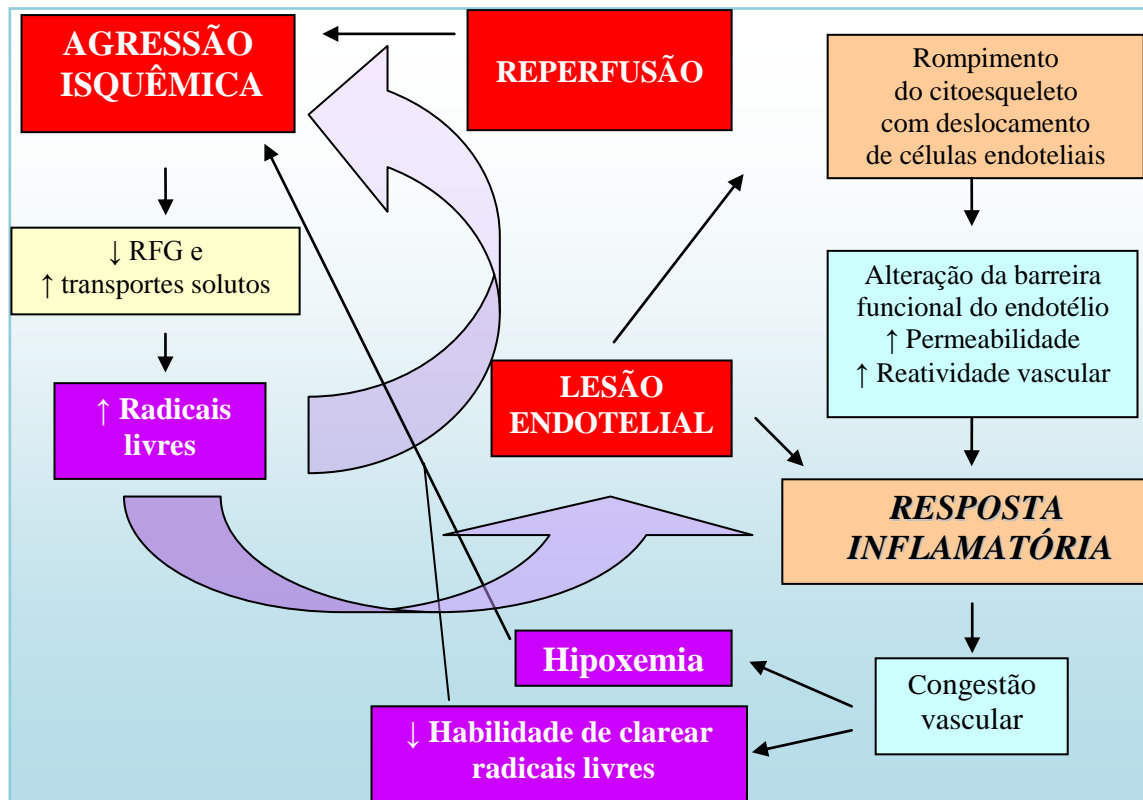 AGRESSÃO
ISQUÊMICA
REPERFUSÃO
Rompimento
do citoesqueleto
com deslocamento
de células endoteliais
↓ RFG e
↑ transportes solutos
Alteração da barreira
funcional do endotélio
↑ Permeabilidade
↑ Reatividade vascular
↑ Radicais
livres
LESÃO
ENDOTELIAL
RESPOSTA
INFLAMATÓRIA
Hipoxemia
Congestão
vascular
↓ Habilidade de clarear
radicais livres